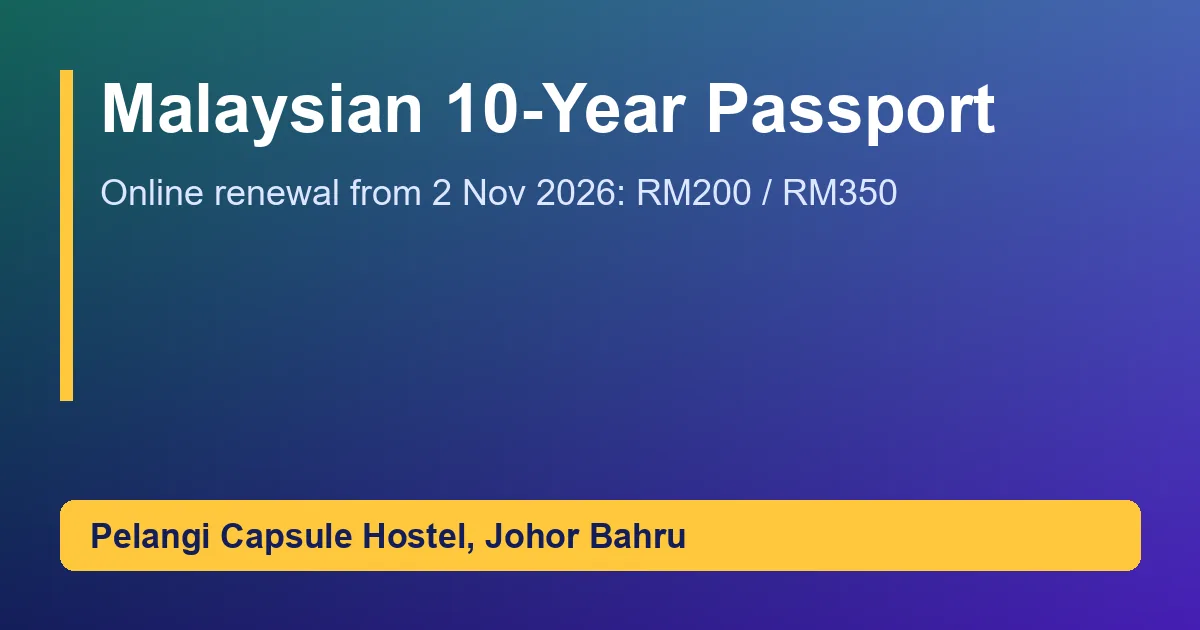 Malaysian 10-Year Passport
Online renewal from 2 Nov 2026: RM200 / RM350
Pelangi Capsule Hostel, Johor Bahru